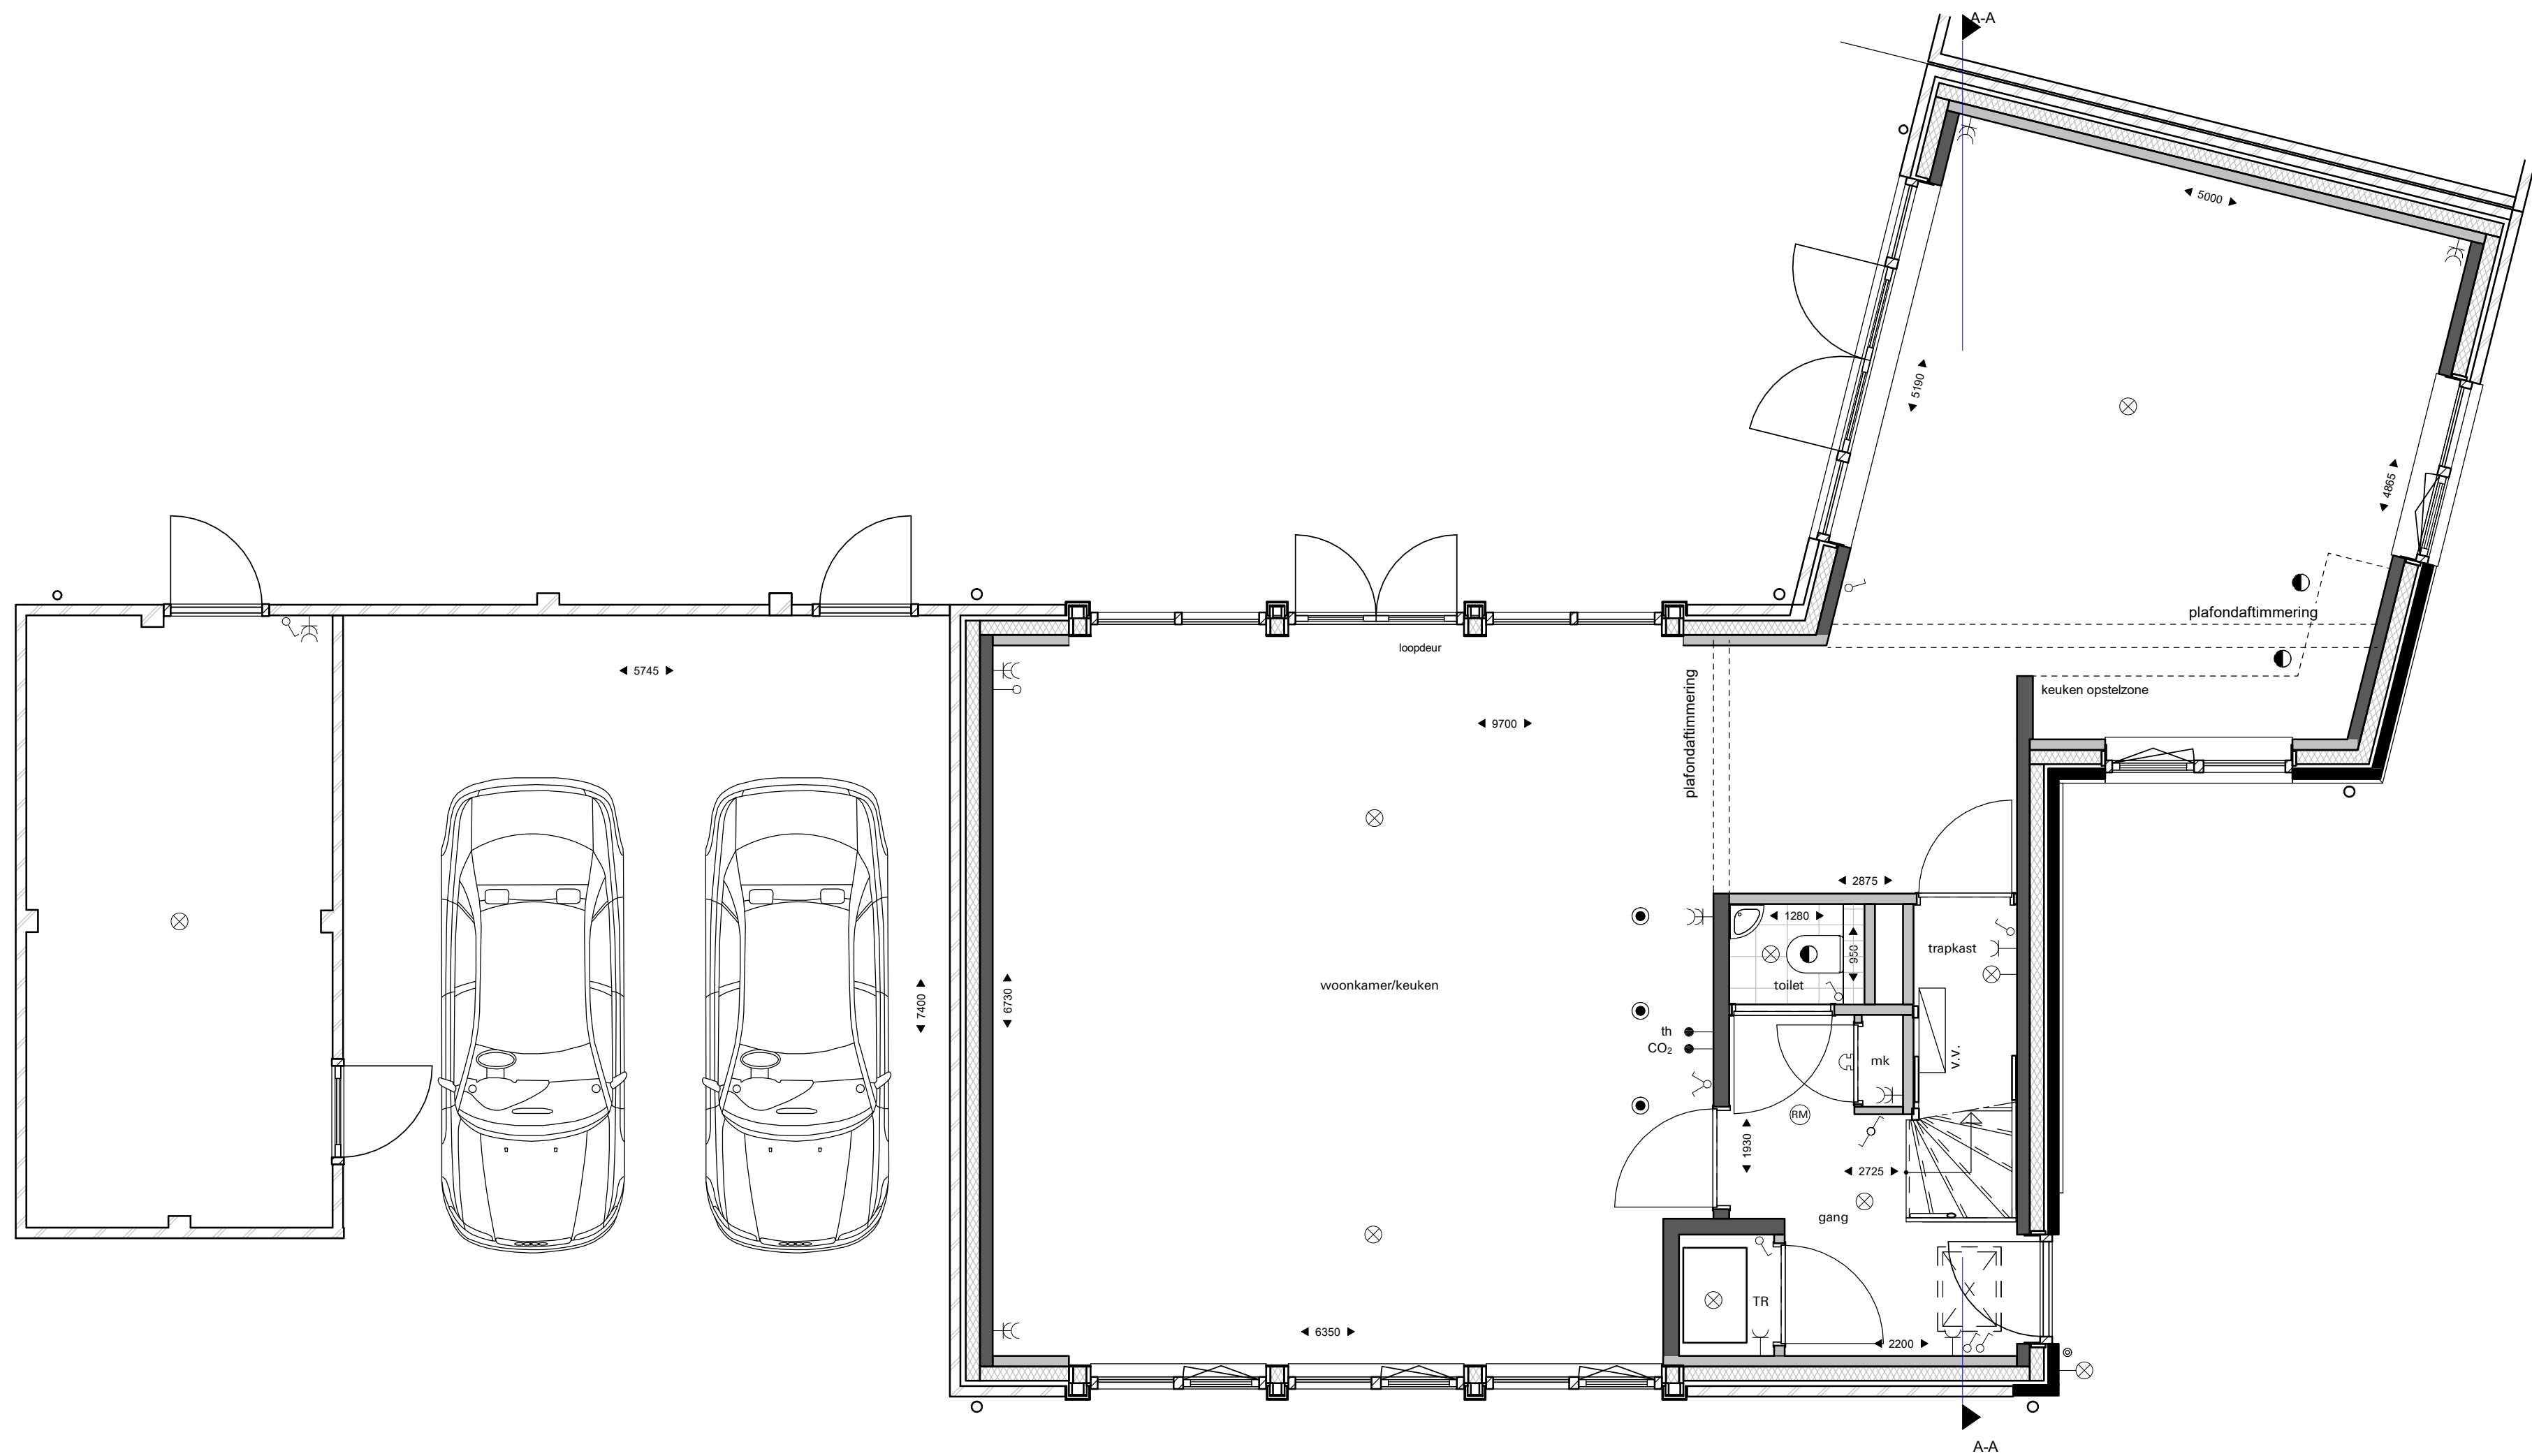 A-A
5000
5190
4865
plafondaftimmering
loopdeur
5745
keuken opstelzone
9700
plafondaftimmering
2875
1280
950
trapkast
toilet
woonkamer/keuken
7400
6730
th
CO₂
mk
v.v.
RM
1930
2725
gang
TR
6350
2200
A-A